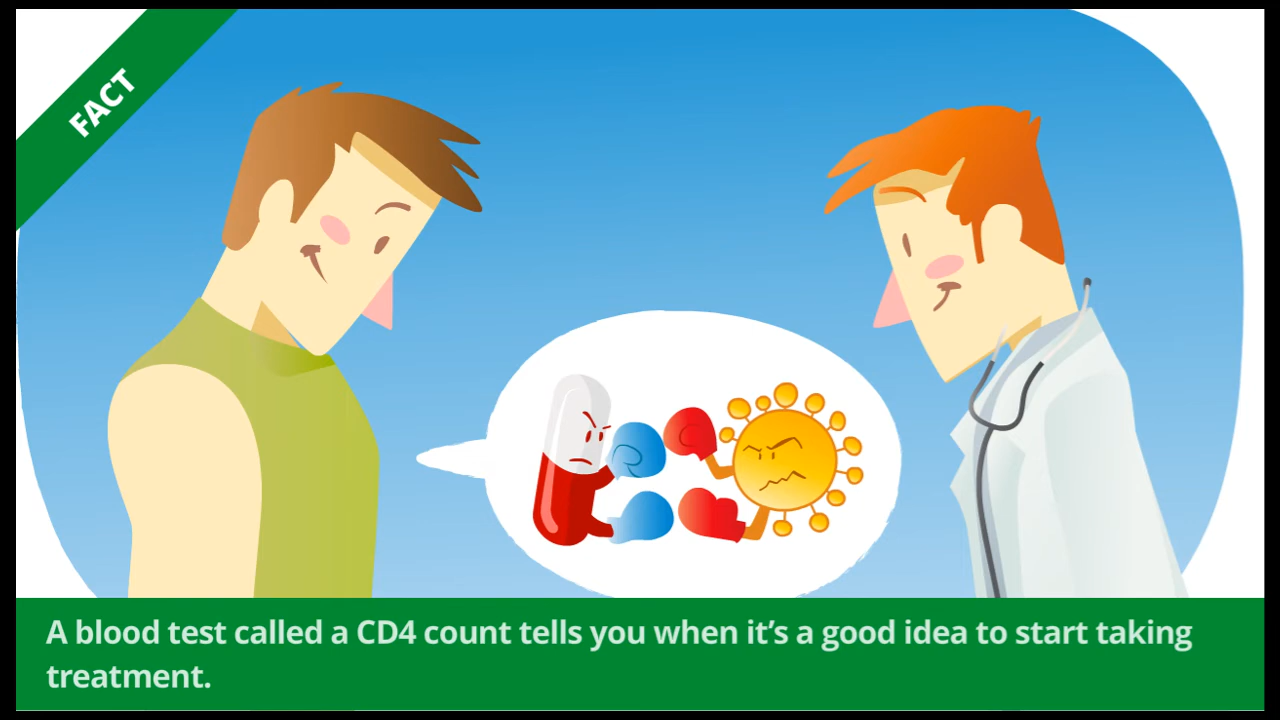 FACT
A blood test called a CD4 count tells you when it’s a good idea to start taking
treatment.